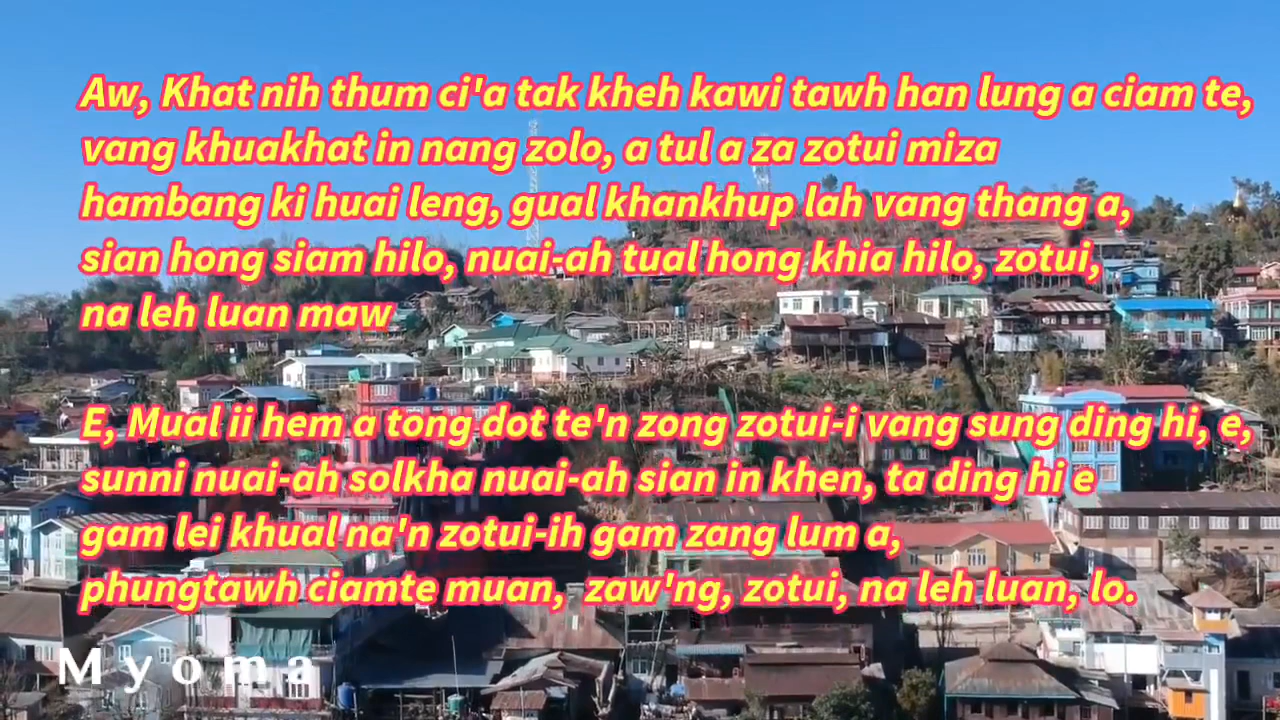 Aw, Khat nih thum ci'a tak kheh kawi tawh han lung a ciam te,
vang khuakhat in nang zolo, a tul a za zotui miza
hambang ki huai leng, gual khankhup lah vang thang a,
sian hong siam hilo, nuai-ah tual hong khia hilo, zotui,
na leh luan maw
E, Mual ii hem a tong dot te'n zong zotui-i vang sung ding hi, e,
sunni nuai-ah solkha nuai-ah sian in khen, ta ding hi e
gam lei khual na'n zotui-ih gam zang lum a,
phungtawh ciamte muan, zaw'ng, zotui, na leh luan, lo.
Myoma